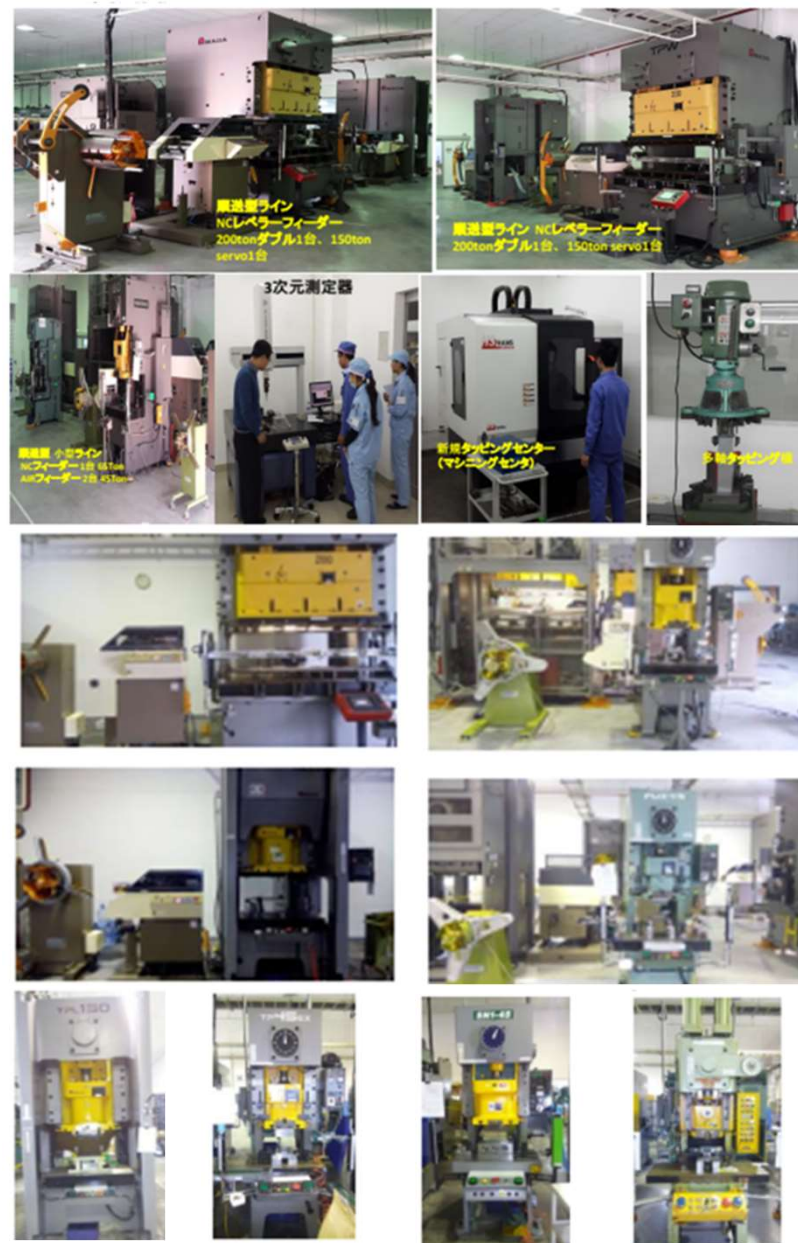 AMADA
TPW
200
順送型ライン
NCレベラーフィーダー
200tonダブル1台、150ton
servo1台
順送型ライン NCレベラーフィーダー
200tonダブル1台、150ton servo1台
3次元測定器
順送型 小型ライン
NCフィーダー 1台 65Ton
AIRフィーダー 2台 45Ton
新規タッピングセンター
(マシニングセンタ)
多軸タッピング機
200
TPL150
SN1-45